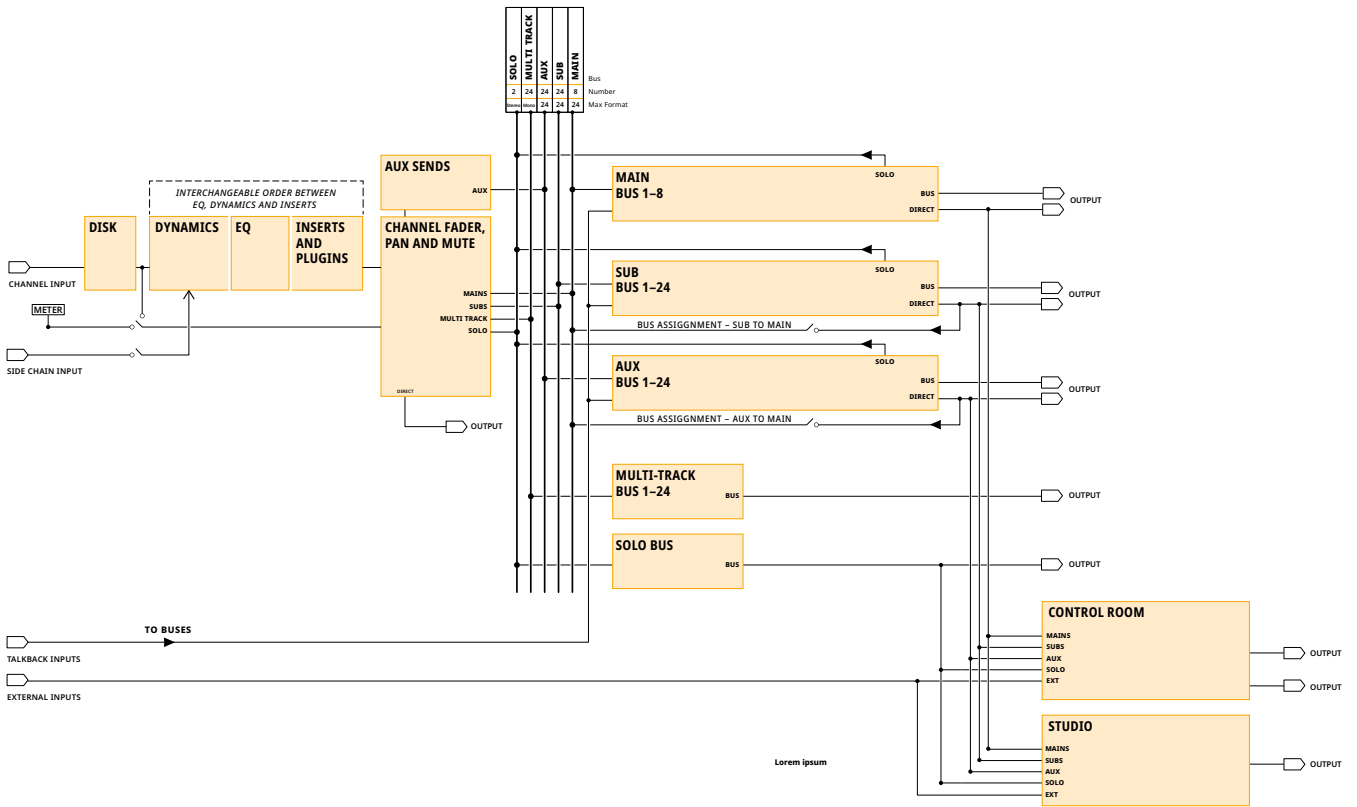 SOLO
MULTI TRACK
AUX
SUB
MAIN
Bus
2 24 24 24 8 Number
Stereo Mono 24 24 24 Max Format
AUX SENDS
AUX
INTERCHANGEABLE ORDER BETWEEN
EQ, DYNAMICS AND INSERTS
DISK
DYNAMICS
EQ
INSERTS
AND
PLUGINS
CHANNEL FADER,
PAN AND MUTE
MAINS
SUBS
MULTI TRACK
SOLO
DIRECT
OUTPUT
CHANNEL INPUT
METER
SIDE CHAIN INPUT
MAIN
BUS 1–8
SOLO
BUS
DIRECT
OUTPUT
SUB
BUS 1–24
SOLO
BUS
DIRECT
OUTPUT
BUS ASSIGGNMENT – SUB TO MAIN
AUX
BUS 1–24
SOLO
BUS
DIRECT
OUTPUT
BUS ASSIGGNMENT – AUX TO MAIN
MULTI-TRACK
BUS 1–24
BUS
OUTPUT
SOLO BUS
BUS
OUTPUT
TO BUSES
TALKBACK INPUTS
EXTERNAL INPUTS
CONTROL ROOM
MAINS
SUBS
AUX
SOLO
EXT
OUTPUT
OUTPUT
STUDIO
MAINS
SUBS
AUX
SOLO
EXT
OUTPUT
Lorem ipsum